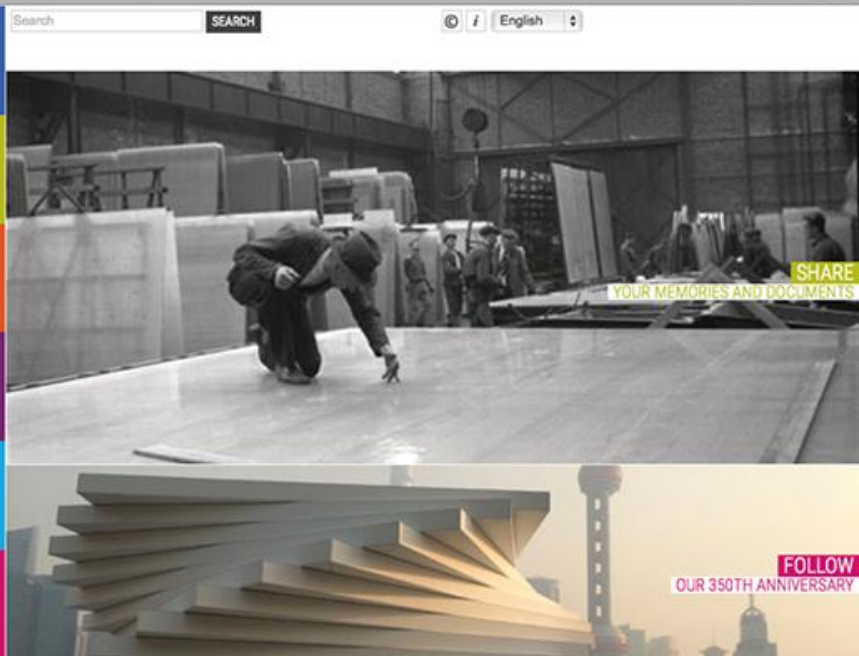 Search SEARCH © i English
SHARE
YOUR MEMORIES AND DOCUMENTS
FOLLOW
OUR 350TH ANNIVERSARY